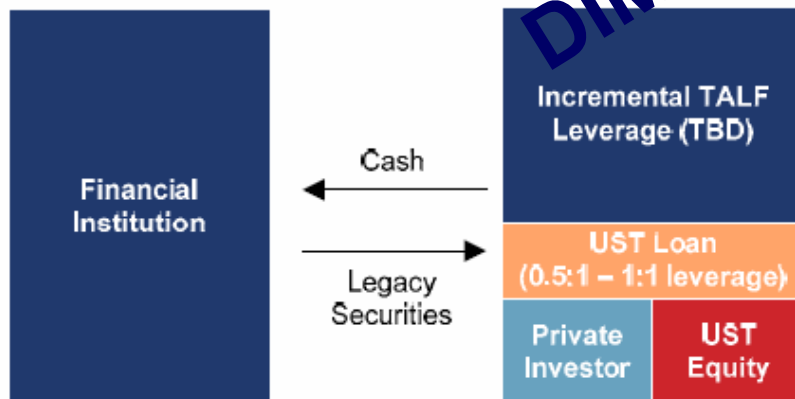 Financial
Institution
Cash
Legacy
Securities
Incremental TALF
Leverage (TBD)
UST Loan
(0.5:1 – 1:1 leverage)
Private
Investor
UST
Equity